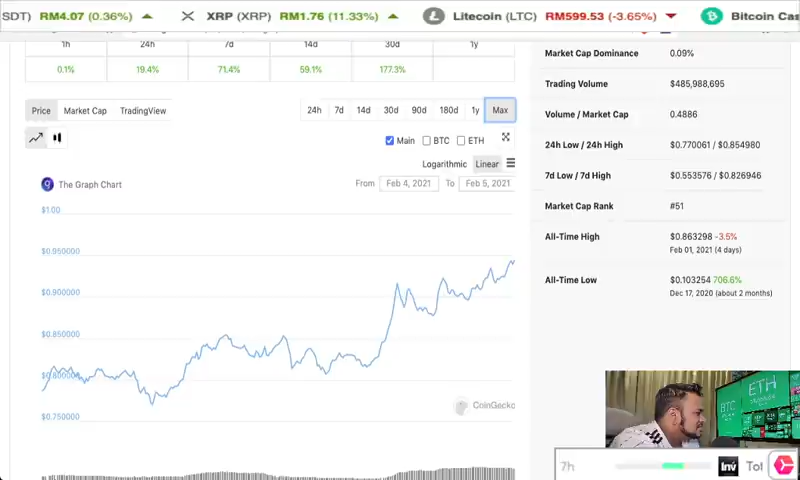 SDT) RM4.07 (0.36%) XRP (XRP) RM1.76 (11.33%) Litecoin (LTC) RM599.53 (-3.65%) Bitcoin Cas
1h 24h 7d 14d 30d 1y
0.1% 19.4% 71.4% 59.1% 177.3%
Price Market Cap TradingView 24h 7d 14d 30d 90d 180d 1y Max
Main BTC ETH
Logarithmic Linear
The Graph Chart From Feb 4, 2021 To Feb 5, 2021
$1.00
$0.950000
$0.900000
$0.850000
$0.800000
$0.750000
CoinGecko
Market Cap Dominance 0.09%
Trading Volume $485,988,695
Volume / Market Cap 0.4886
24h Low / 24h High $0.770061 / $0.854980
7d Low / 7d High $0.553576 / $0.826946
Market Cap Rank #51
All-Time High $0.863298 -3.5%
Feb 01, 2021 (4 days)
All-Time Low $0.103254 706.6%
Dec 17, 2020 (about 2 months)
BTC ETH
7h Inv Tot